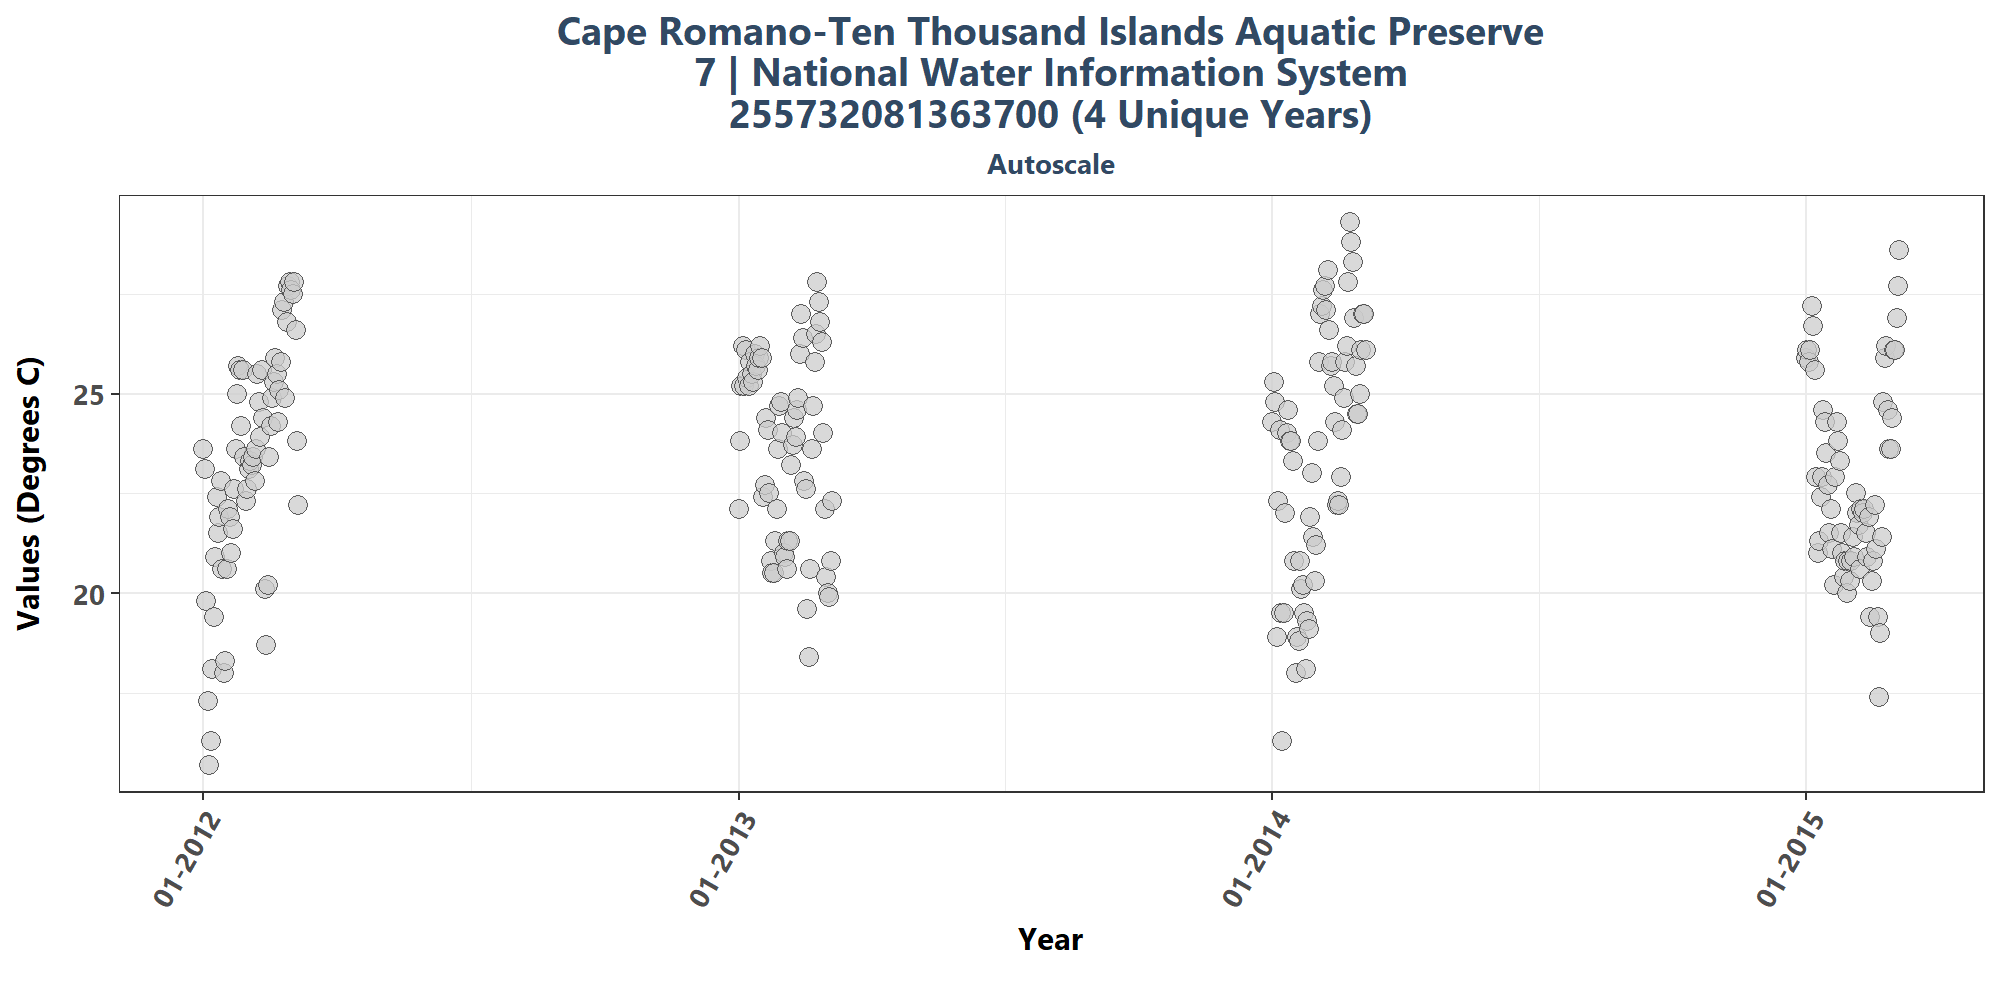 Cape Romano-Ten Thousand Islands Aquatic Preserve
7 | National Water Information System
255732081363700 (4 Unique Years)
Autoscale
Values (Degrees C)
25
20
01-2012
01-2013
01-2014
01-2015
Year